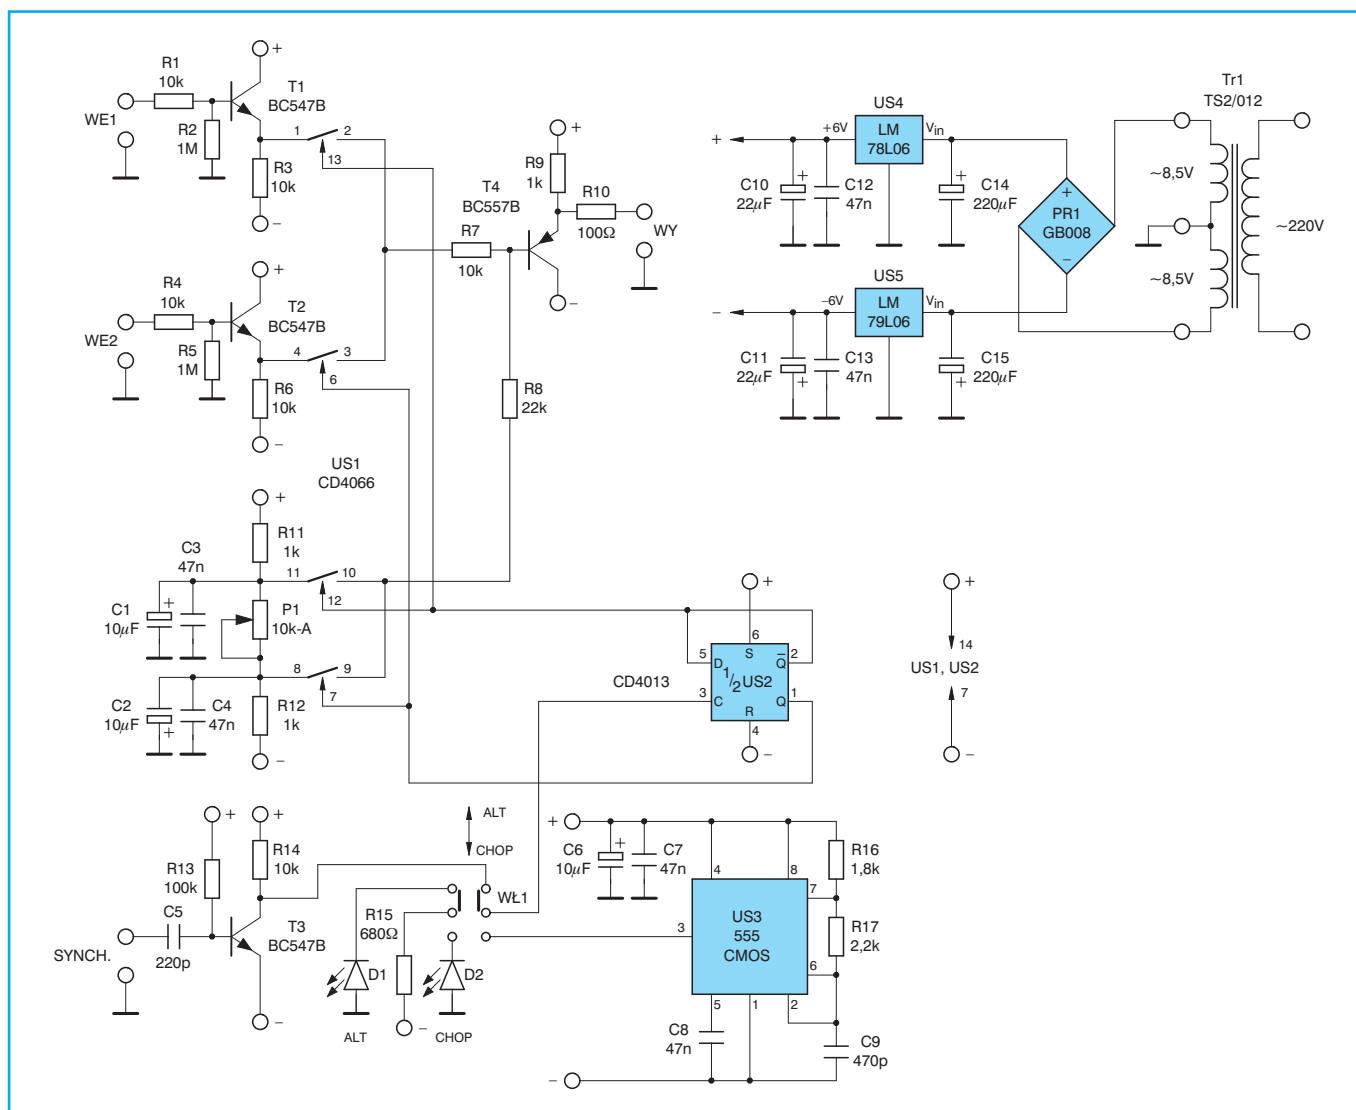 WE1
R1
10k
R2
1M
+
T1
BC547B
R3
10k
−
1
2
13
WE2
R4
10k
R5
1M
+
T2
BC547B
R6
10k
−
4
3
6
R7
10k
T4
BC557B
+
R9
1k
R10
100Ω
WY
−
R8
22k
US1
CD4066
+
R11
1k
C3
47n
C1
+
10µF
P1
10k-A
11
10
12
8
9
7
C2
10µF
+
C4
47n
R12
1k
−
+
6
5
D
S
Q
2
1/2US2
3
C
R
Q
1
4
−
CD4013
+
14
US1, US2
7
−
+
6V
US4
LM
78L06
Vin
+
C10
22µF
C12
47n
+
C14
220µF
+
−
−6V
US5
LM
79L06
Vin
C11
22µF
+
C13
47n
C15
220µF
+
+
PR1
GB008
−
Tr1
TS2/012
~8,5V
~8,5V
~220V
SYNCH.
C5
220p
+
R13
100k
+
R14
10k
T3
BC547B
−
ALT
CHOP
WŁ1
R15
680Ω
D1
D2
ALT
−
CHOP
+
C6
10µF
+
C7
47n
4
8
7
R16
1,8k
US3
555
CMOS
3
R17
2,2k
6
5
1
2
C8
47n
C9
470p
−